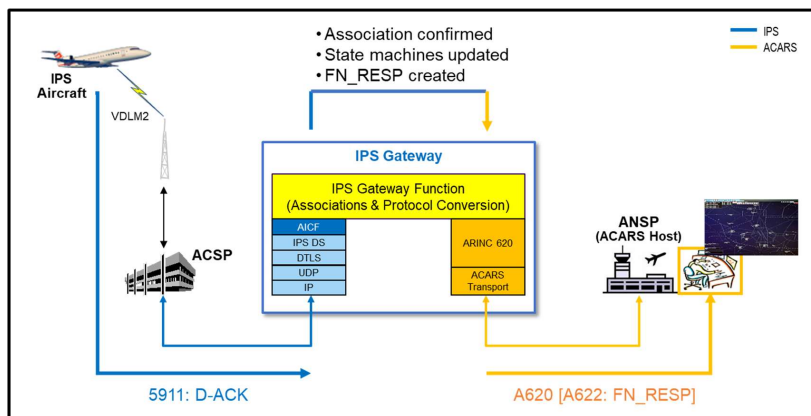 • Association confirmed
• State machines updated
• FN_RESP created
IPS
ACARS
IPS
Aircraft
VDLM2
IPS Gateway
IPS Gateway Function
(Associations & Protocol Conversion)
AICF
IPS DS
DTLS
UDP
IP
ARINC 620
ACARS
Transport
ACSP
ANSP
(ACARS Host)
5911: D-ACK
A620 [A622: FN_RESP]